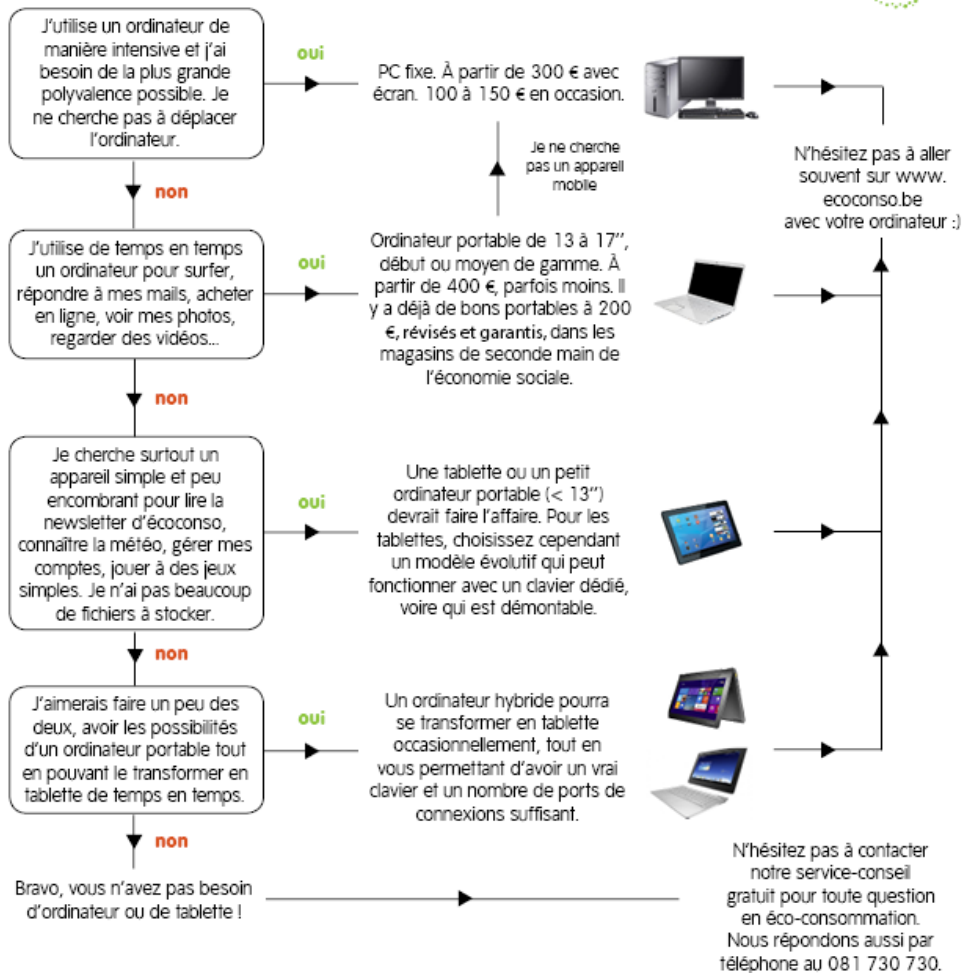 J'utilise un ordinateur de
manière intensive et j'ai
besoin de la plus grande
polyvalence possible. Je
ne cherche pas à déplacer
l'ordinateur.
oui
PC fixe. À partir de 300 € avec
écran. 100 à 150 € en occasion.
Je ne cherche
pas un appareil
mobile
N'hésitez pas à aller
souvent sur www.
ecoconso.be
avec votre ordinateur :)
non
J'utilise de temps en temps
un ordinateur pour surfer,
répondre à mes mails, acheter
en ligne, voir mes photos,
regarder des vidéos...
oui
Ordinateur portable de 13 à 17’’,
début ou moyen de gamme. À
partir de 400 €, parfois moins. Il
y a déjà de bons portables à 200
€, révisés et garantis, dans les
magasins de seconde main de
l'économie sociale.
non
Je cherche surtout un
appareil simple et peu
encombrant pour lire la
newsletter d'écoconso,
connaître la météo, gérer mes
comptes, jouer à des jeux
simples. Je n'ai pas beaucoup
de fichiers à stocker.
oui
Une tablette ou un petit
ordinateur portable (< 13’’)
devrait faire l'affaire. Pour les
tablettes, choisissez cependant
un modèle évolutif qui peut
fonctionner avec un clavier dédié,
voire qui est démontable.
non
J'aimerais faire un peu des
deux, avoir les possibilités
d'un ordinateur portable tout
en pouvant le transformer en
tablette de temps en temps.
oui
Un ordinateur hybride pourra
se transformer en tablette
occasionnellement, tout en
vous permettant d'avoir un vrai
clavier et un nombre de ports de
connexions suffisant.
non
Bravo, vous n'avez pas besoin
d'ordinateur ou de tablette !
N'hésitez pas à contacter
notre service-conseil
gratuit pour toute question
en éco-consommation.
Nous répondons aussi par
téléphone au 081 730 730.